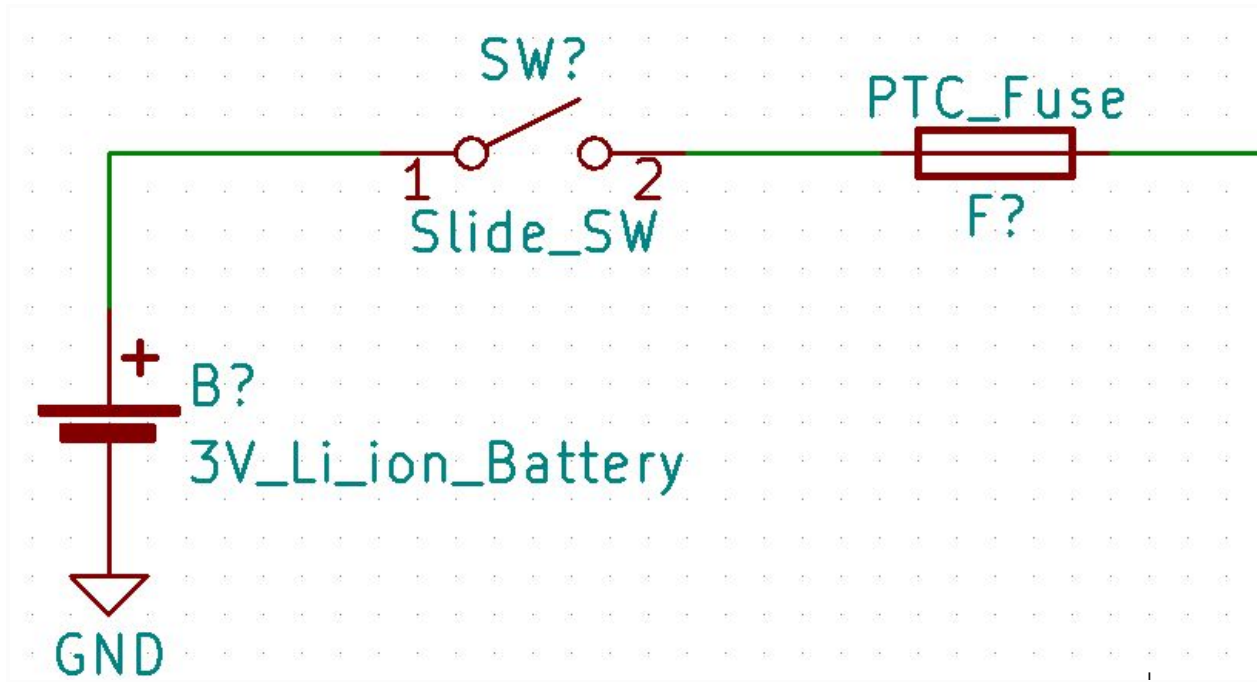 SW?
PTC_Fuse
1
2
Slide_SW
F?
+
B?
3V_Li_ion_Battery
GND